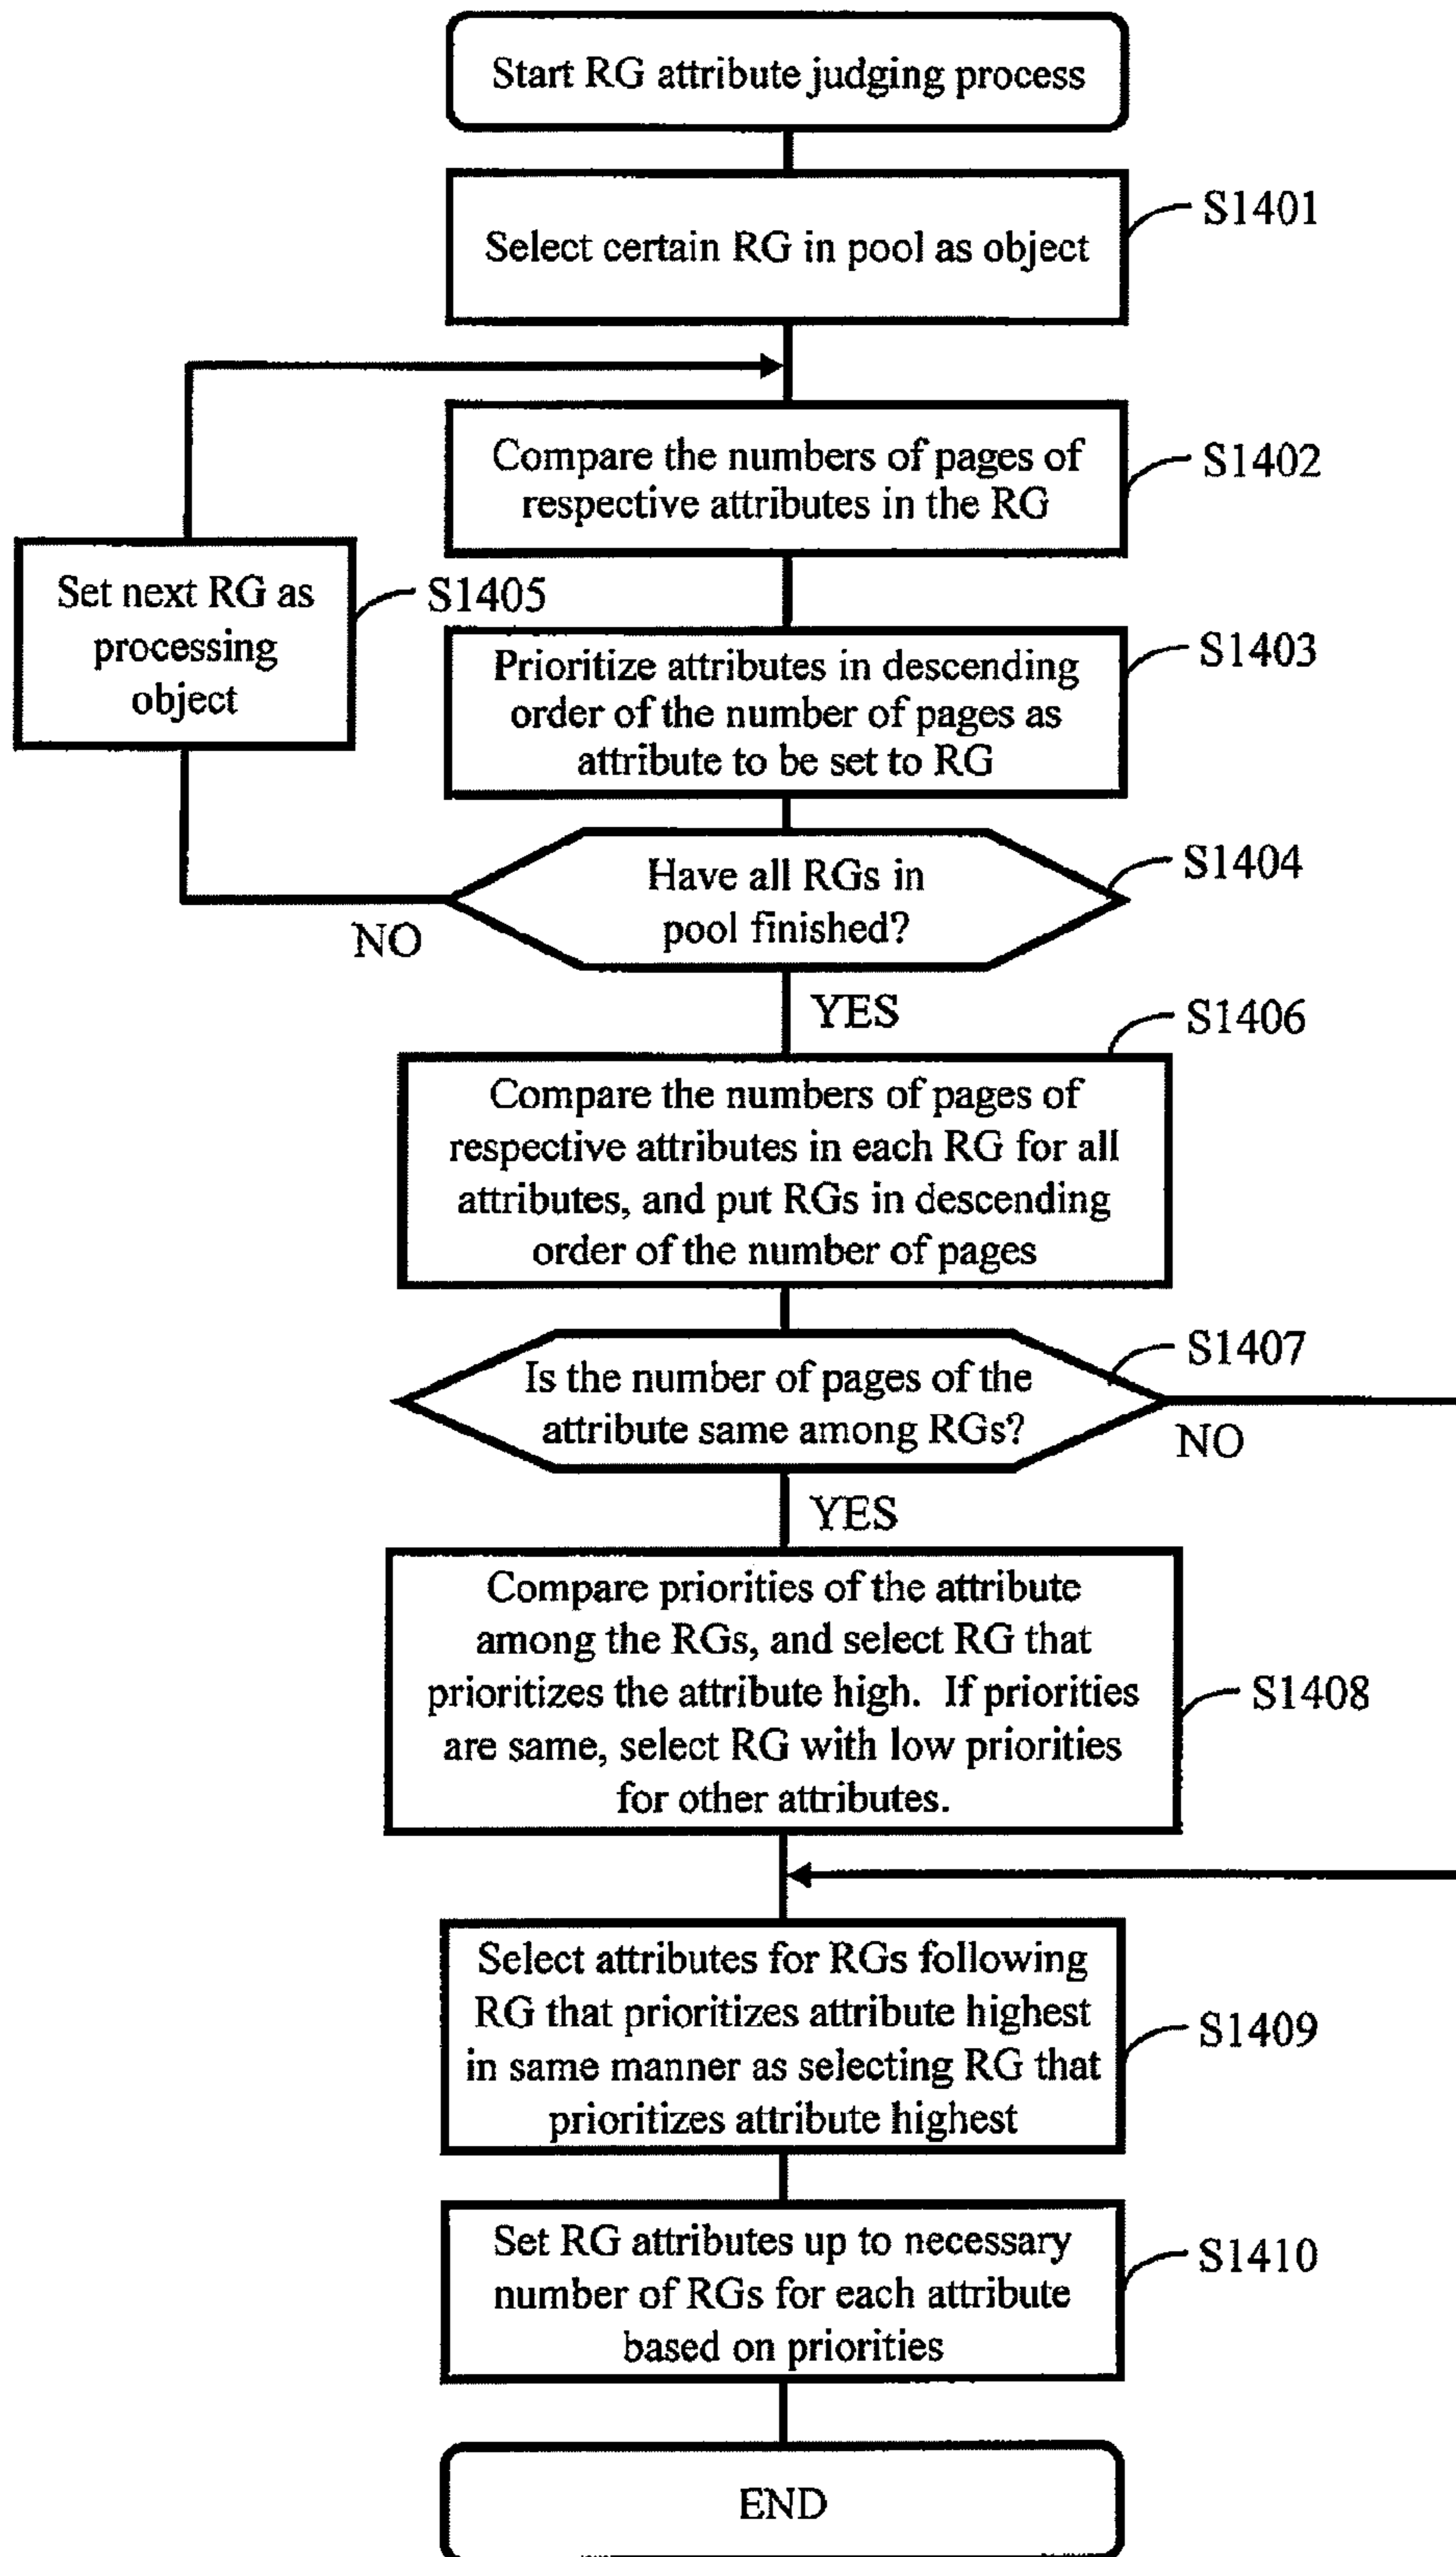 Start RG attribute judging process
S1401
Select certain RG in pool as object
Compare the numbers of pages of
respective attributes in the RG
S1402
Set next RG as
processing
object
S1405
Prioritize attributes in descending
order of the number of pages as
attribute to be set to RG
S1403
Have all RGs in
pool finished?
S1404
NO
YES
S1406
Compare the numbers of pages of
respective attributes in each RG for all
attributes, and put RGs in descending
order of the number of pages
S1407
Is the number of pages of the
attribute same among RGs?
NO
YES
Compare priorities of the attribute
among the RGs, and select RG that
prioritizes the attribute high. If priorities
are same, select RG with low priorities
for other attributes.
S1408
Select attributes for RGs following
RG that prioritizes attribute highest
in same manner as selecting RG that
prioritizes attribute highest
S1409
Set RG attributes up to necessary
number of RGs for each attribute
based on priorities
S1410
END